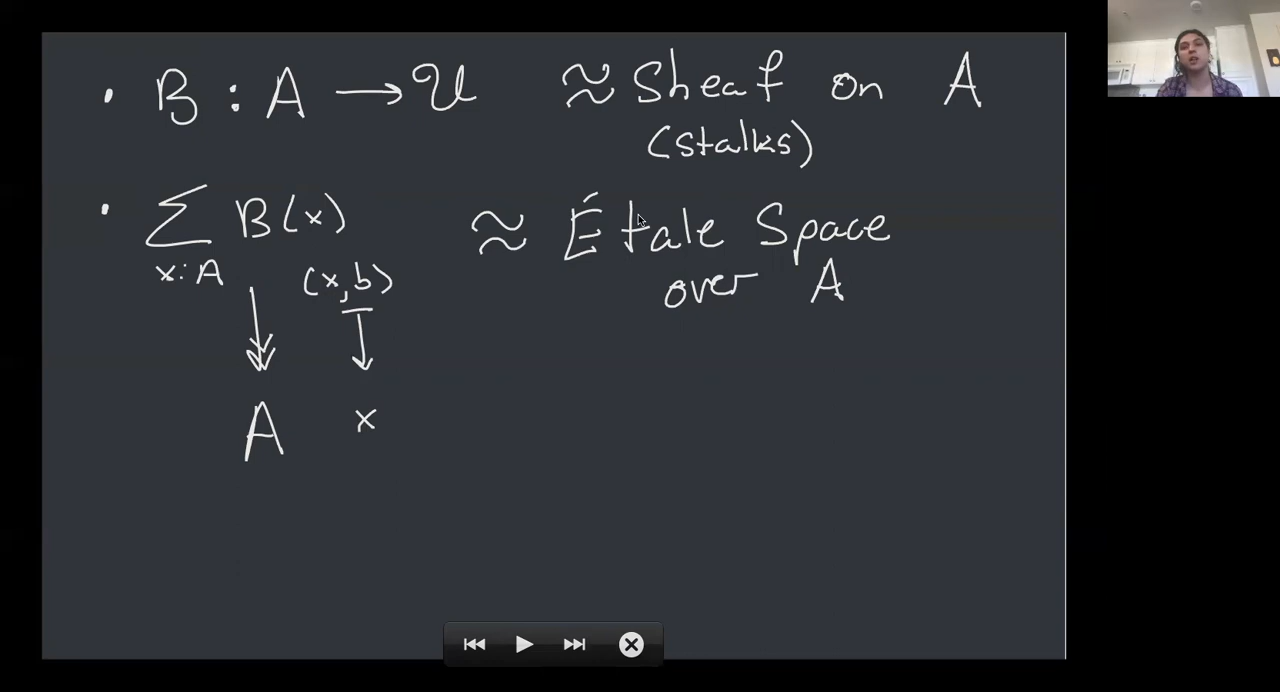 • B : A → 𝒰 ≈ Sheaf on A
(stalks)
• ∑ B(x) ≈ Étale Space
x:A (x,b) over A
A x